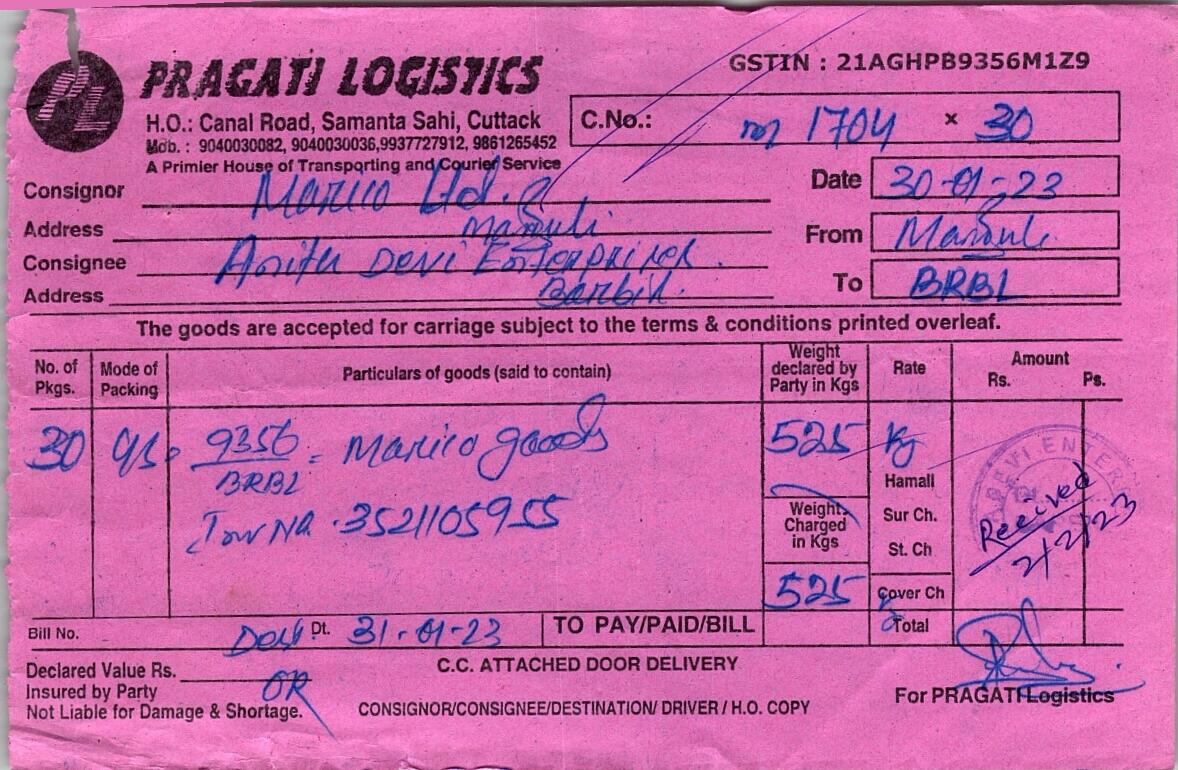 GSTIN : 21AGHPB9356M1Z9
PL
PRAGATI LOGISTICS
H.O.: Canal Road, Samanta Sahi, Cuttack
Mob. : 9040030082, 9040030036,9937727912, 9861265452
A Primier House of Transporting and Courier Service
C.No.: m 1704 x 30
Date 30-01-23
Consignor Marico Ltd.
Address Manguli
From Manguli
Consignee Anita Devi Enterprises.
Address Barbil.
To BRBL
The goods are accepted for carriage subject to the terms & conditions printed overleaf.
No. of Pkgs. Mode of Packing Particulars of goods (said to contain) Weight declared by Party in Kgs Rate Amount Rs. Ps.
30 9356 / BRBL = Marico goods 525 Kg
Inv No. 3521105955
Hamali
Weight Charged in Kgs
Sur Ch.
St. Ch
525
Cover Ch
Total
DEVI ENTER
Received
2/2/23
Bill No. Dt. 31-01-23 TO PAY/PAID/BILL
Declared Value Rs. C.C. ATTACHED DOOR DELIVERY
Insured by Party OR
Not Liable for Damage & Shortage. CONSIGNOR/CONSIGNEE/DESTINATION/ DRIVER / H.O. COPY
For PRAGATI Logistics